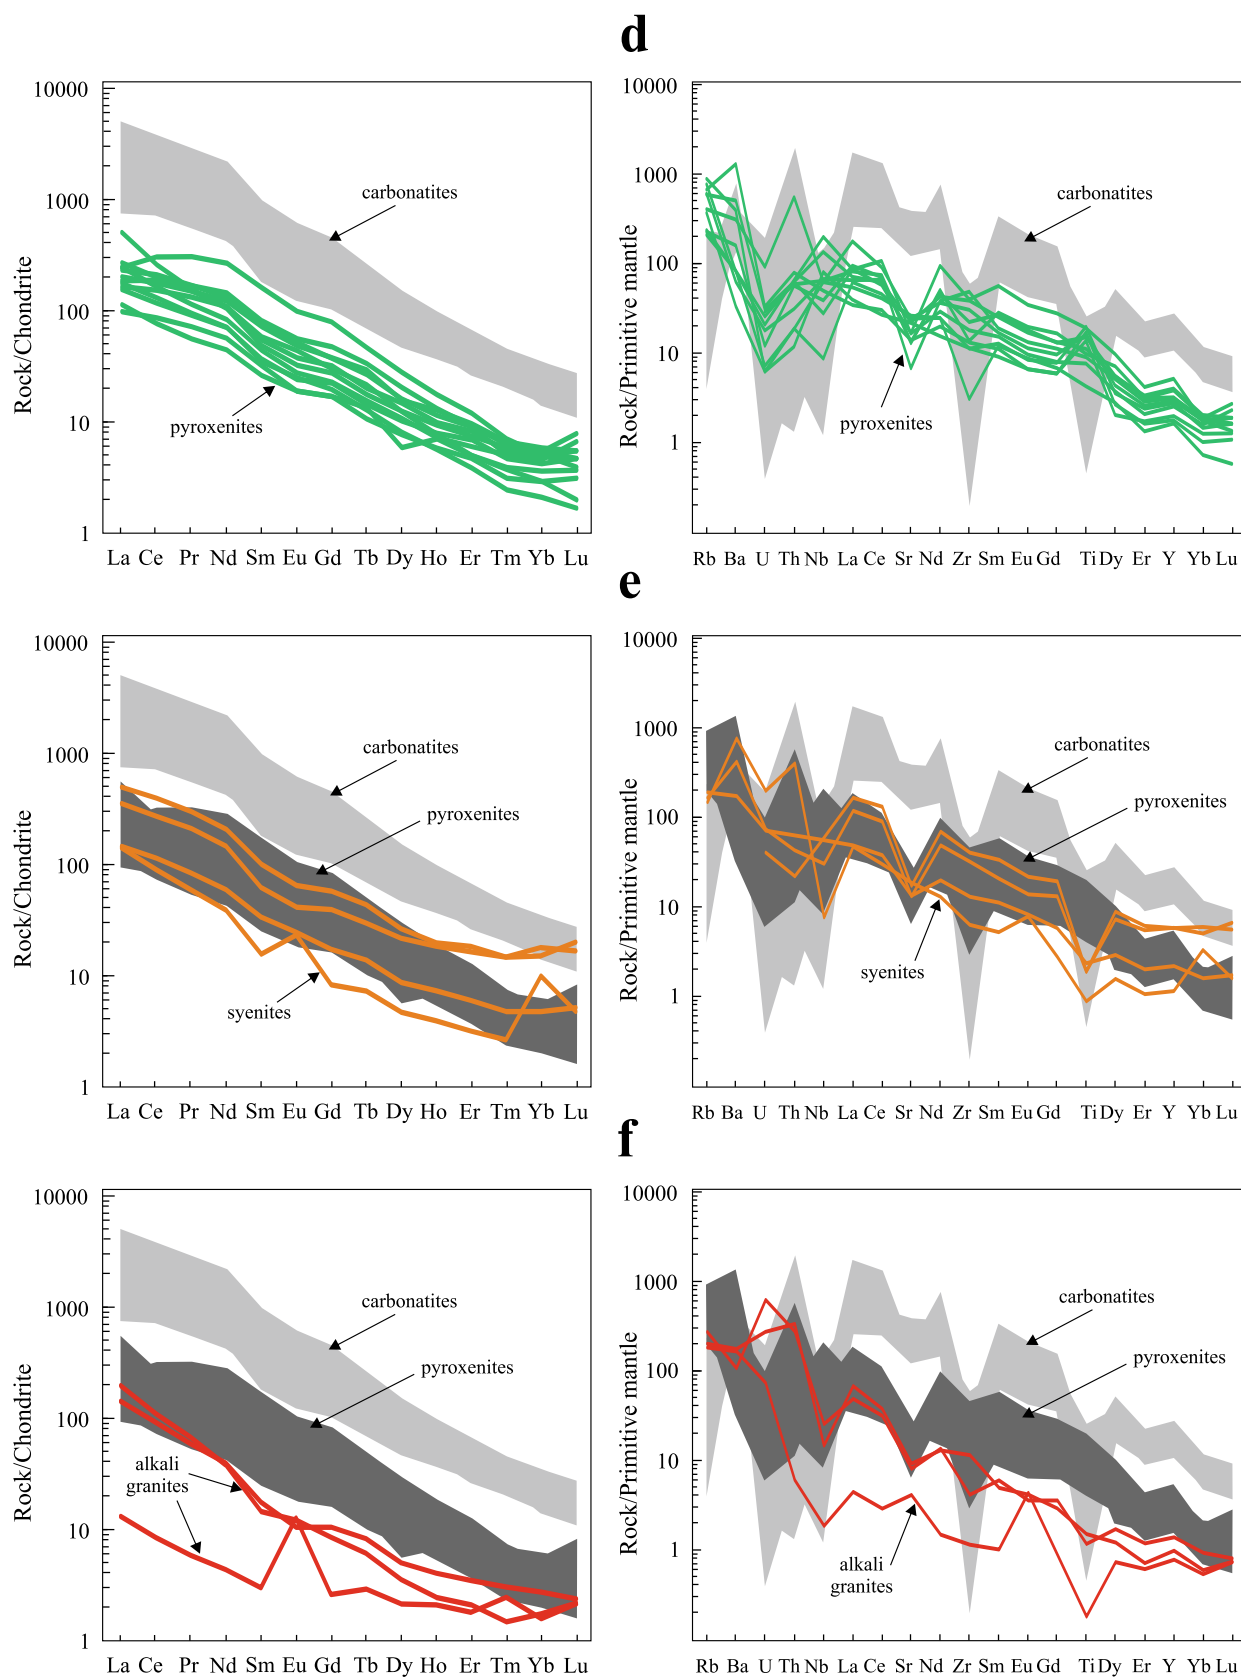 d
10000
1000
100
10
1
Rock/Chondrite
carbonatites
pyroxenites
La Ce Pr Nd Sm Eu Gd Tb Dy Ho Er Tm Yb Lu
10000
1000
100
10
1
Rock/Primitive mantle
carbonatites
pyroxenites
Rb Ba U Th Nb La Ce Sr Nd Zr Sm Eu Gd Ti Dy Er Y Yb Lu
e
10000
1000
100
10
1
Rock/Chondrite
carbonatites
pyroxenites
syenites
La Ce Pr Nd Sm Eu Gd Tb Dy Ho Er Tm Yb Lu
10000
1000
100
10
1
Rock/Primitive mantle
carbonatites
pyroxenites
syenites
Rb Ba U Th Nb La Ce Sr Nd Zr Sm Eu Gd Ti Dy Er Y Yb Lu
f
10000
1000
100
10
1
Rock/Chondrite
carbonatites
pyroxenites
alkali
granites
La Ce Pr Nd Sm Eu Gd Tb Dy Ho Er Tm Yb Lu
10000
1000
100
10
1
Rock/Primitive mantle
carbonatites
pyroxenites
alkali
granites
Rb Ba U Th Nb La Ce Sr Nd Zr Sm Eu Gd Ti Dy Er Y Yb Lu